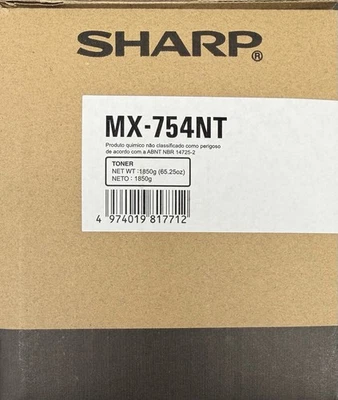 SHARP®
MX-754NT
Produto químico não classificado como perigoso
de acordo com a ABNT NBR 14725-2
TONER
NET WT : 1850g (65.25oz)
NETO : 1850g
4 974019 817712